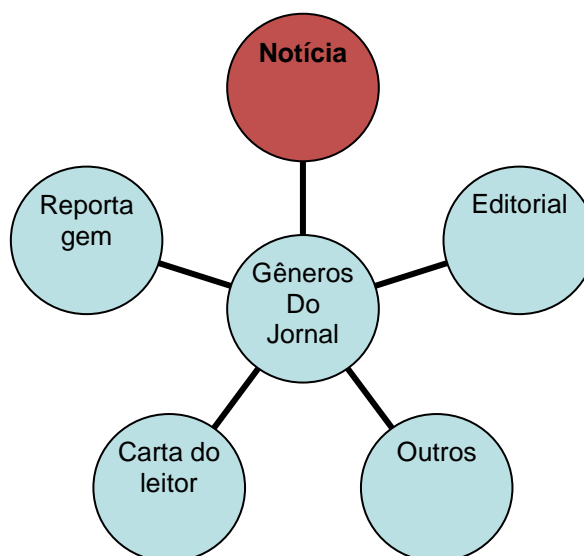 Notícia
Reporta
gem
Editorial
Gêneros
Do
Jornal
Carta do
leitor
Outros